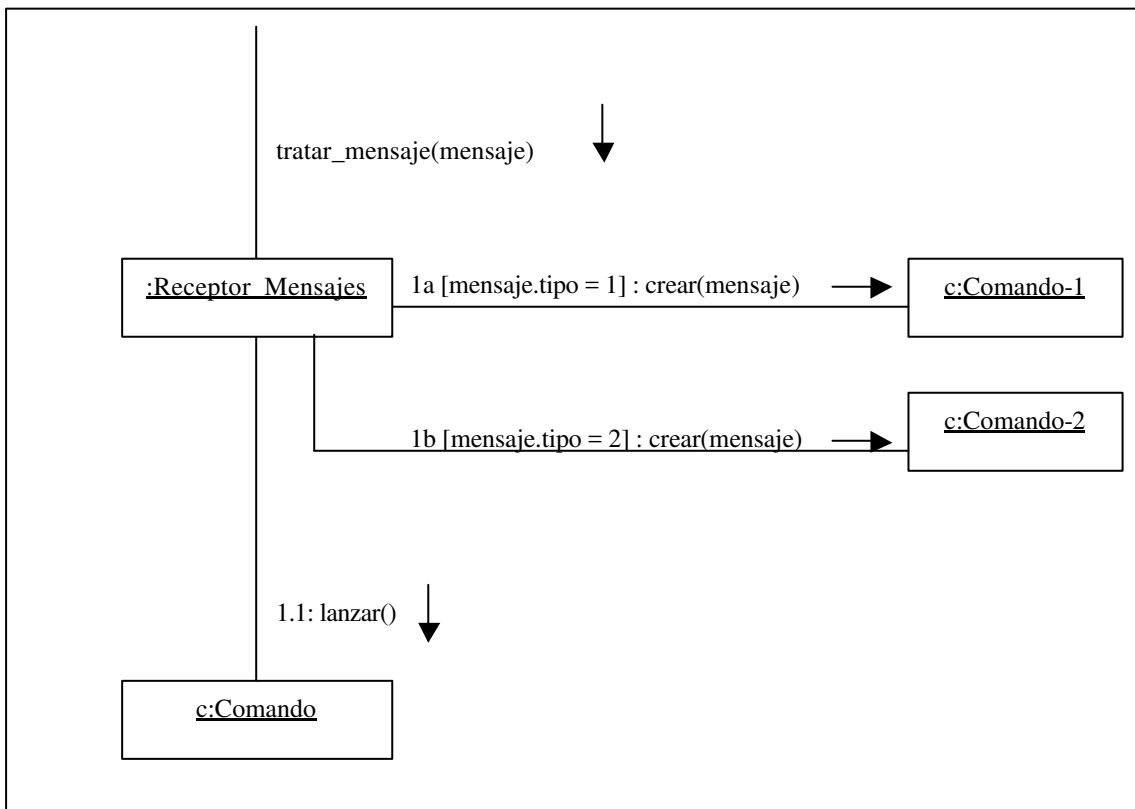 tratar_mensaje(mensaje)
:Receptor_Mensajes
1a [mensaje.tipo = 1] : crear(mensaje)
c:Comando-1
1b [mensaje.tipo = 2] : crear(mensaje)
c:Comando-2
1.1: lanzar()
c:Comando